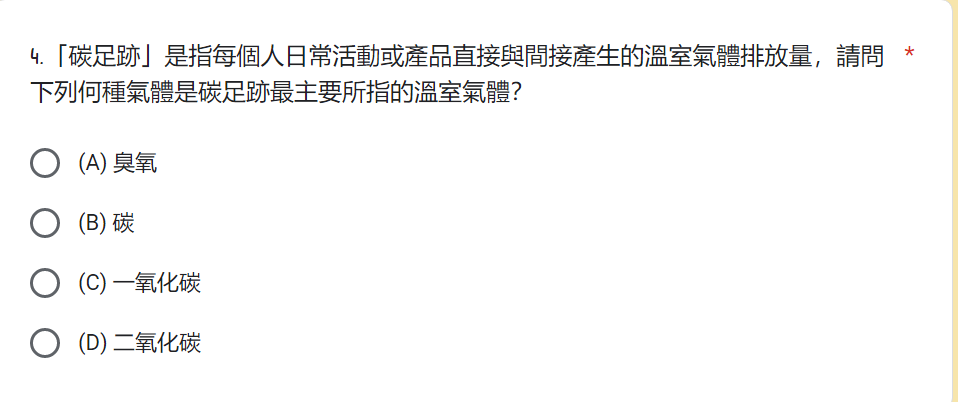 4.「碳足跡」是指每個人日常活動或產品直接與間接產生的溫室氣體排放量，請問 *
下列何種氣體是碳足跡最主要所指的溫室氣體？
(A) 臭氧
(B) 碳
(C) 一氧化碳
(D) 二氧化碳